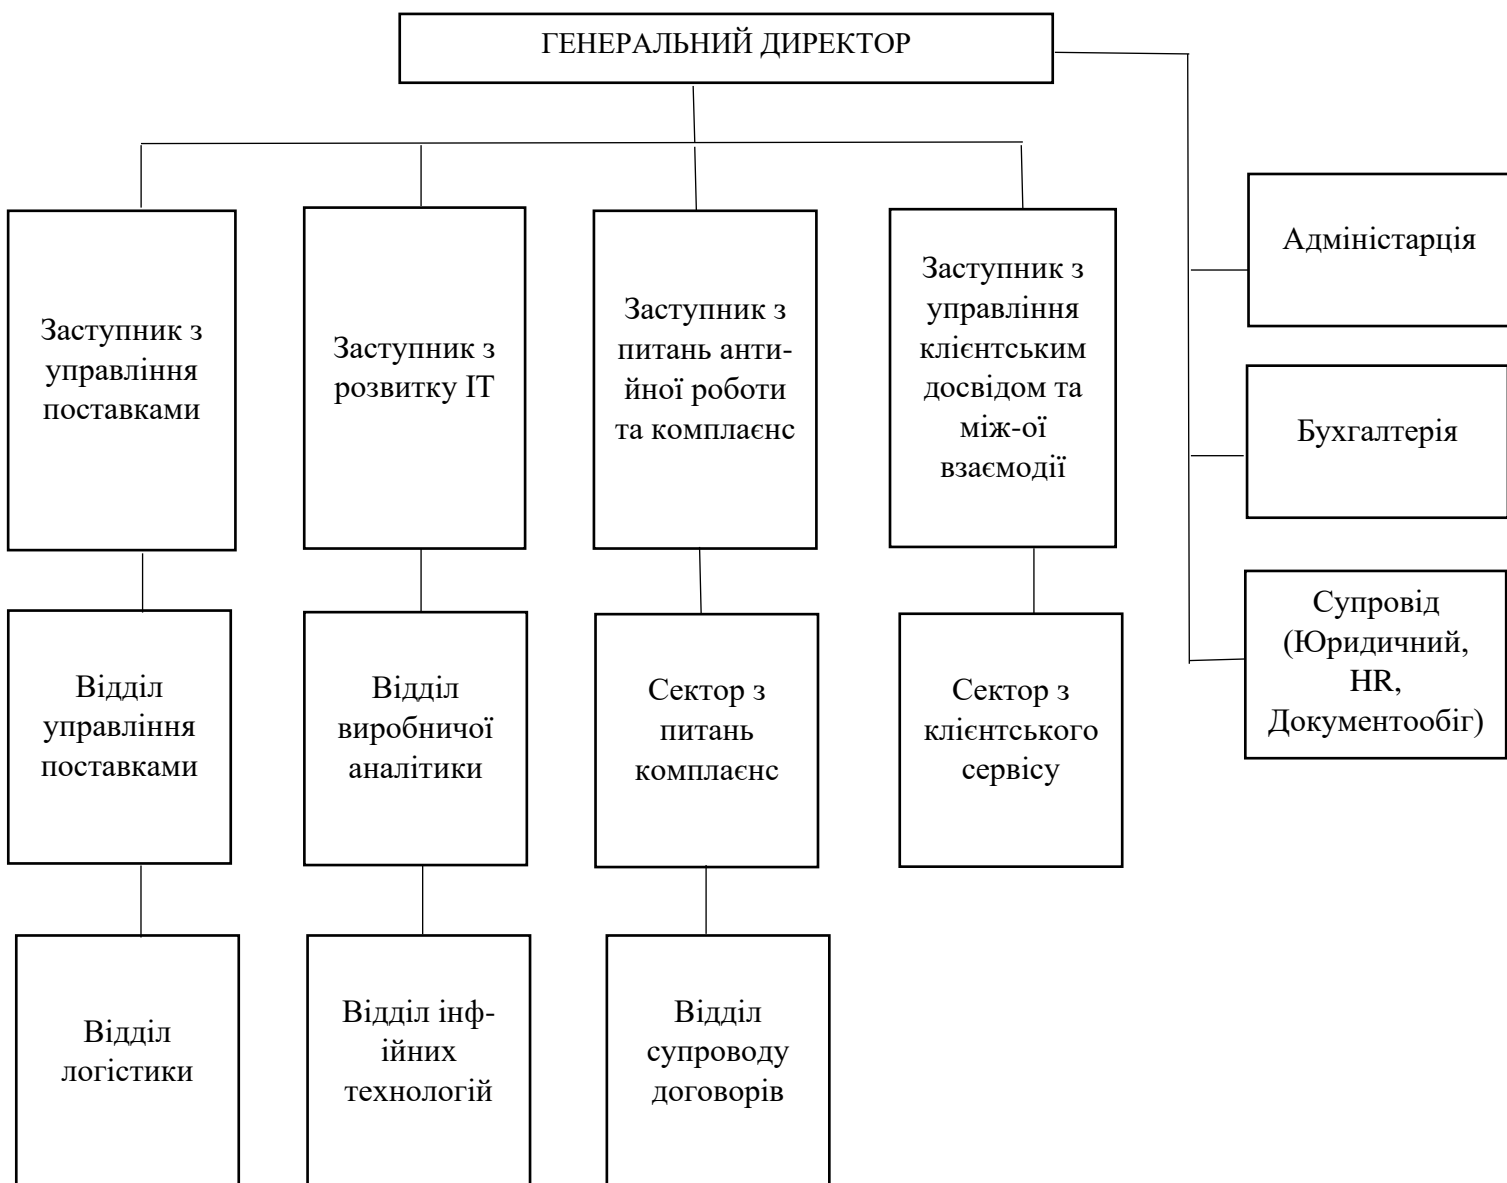 ГЕНЕРАЛЬНИЙ ДИРЕКТОР
Заступник з
управління
поставками
Заступник з
розвитку ІТ
Заступник з
питань анти-
йної роботи
та комплаєнс
Заступник з
управління
клієнтським
досвідом та
між-ої
взаємодії
Адміністарція
Бухгалтерія
Супровід
(Юридичний,
HR,
Документообіг)
Відділ
управління
поставками
Відділ
виробничої
аналітики
Сектор з
питань
комплаєнс
Сектор з
клієнтського
сервісу
Відділ
логістики
Відділ інф-
ійних
технологій
Відділ
супроводу
договорів